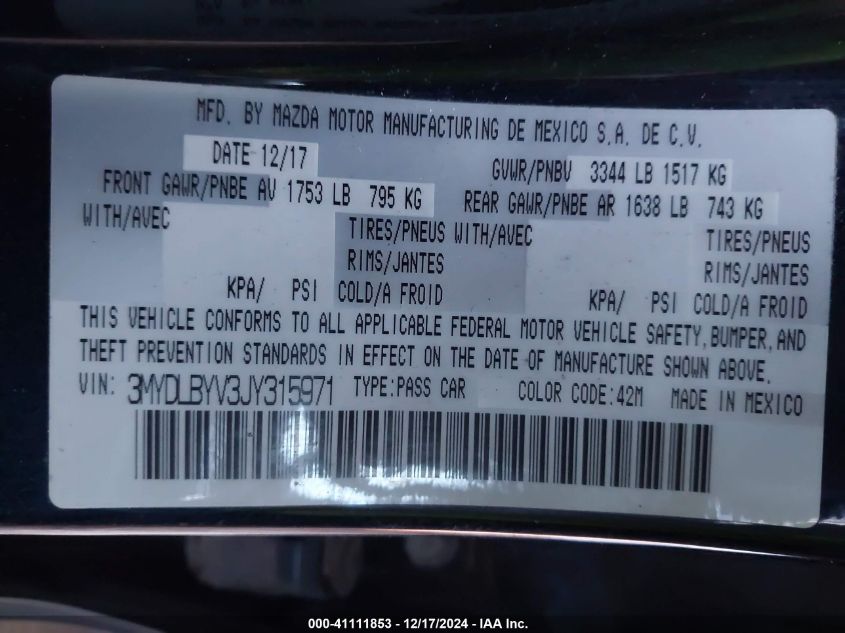 MFD. BY MAZDA MOTOR MANUFACTURING DE MEXICO S.A. DE C.V.
DATE 12/17 GVWR/PNBV 3344 LB 1517 KG
FRONT GAWR/PNBE AV 1753 LB 795 KG REAR GAWR/PNBE AR 1638 LB 743 KG
WITH/AVEC TIRES/PNEUS WITH/AVEC TIRES/PNEUS
RIMS/JANTES RIMS/JANTES
KPA/ PSI COLD/A FROID KPA/ PSI COLD/A FROID
THIS VEHICLE CONFORMS TO ALL APPLICABLE FEDERAL MOTOR VEHICLE SAFETY, BUMPER, AND
THEFT PREVENTION STANDARDS IN EFFECT ON THE DATE OF MANUFACTURE SHOWN ABOVE.
VIN: 3MYDLBYV3JY315971 TYPE:PASS CAR COLOR CODE:42M MADE IN MEXICO
000-41111853 - 12/17/2024 - IAA Inc.